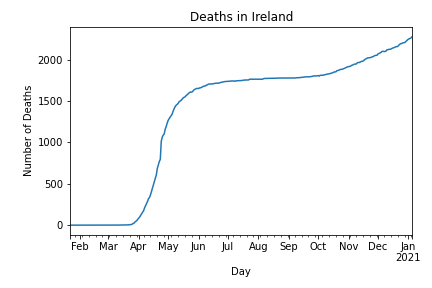 Deaths in Ireland
Number of Deaths
2000
1500
1000
500
0
Feb Mar Apr May Jun Jul Aug Sep Oct Nov Dec Jan
2021
Day